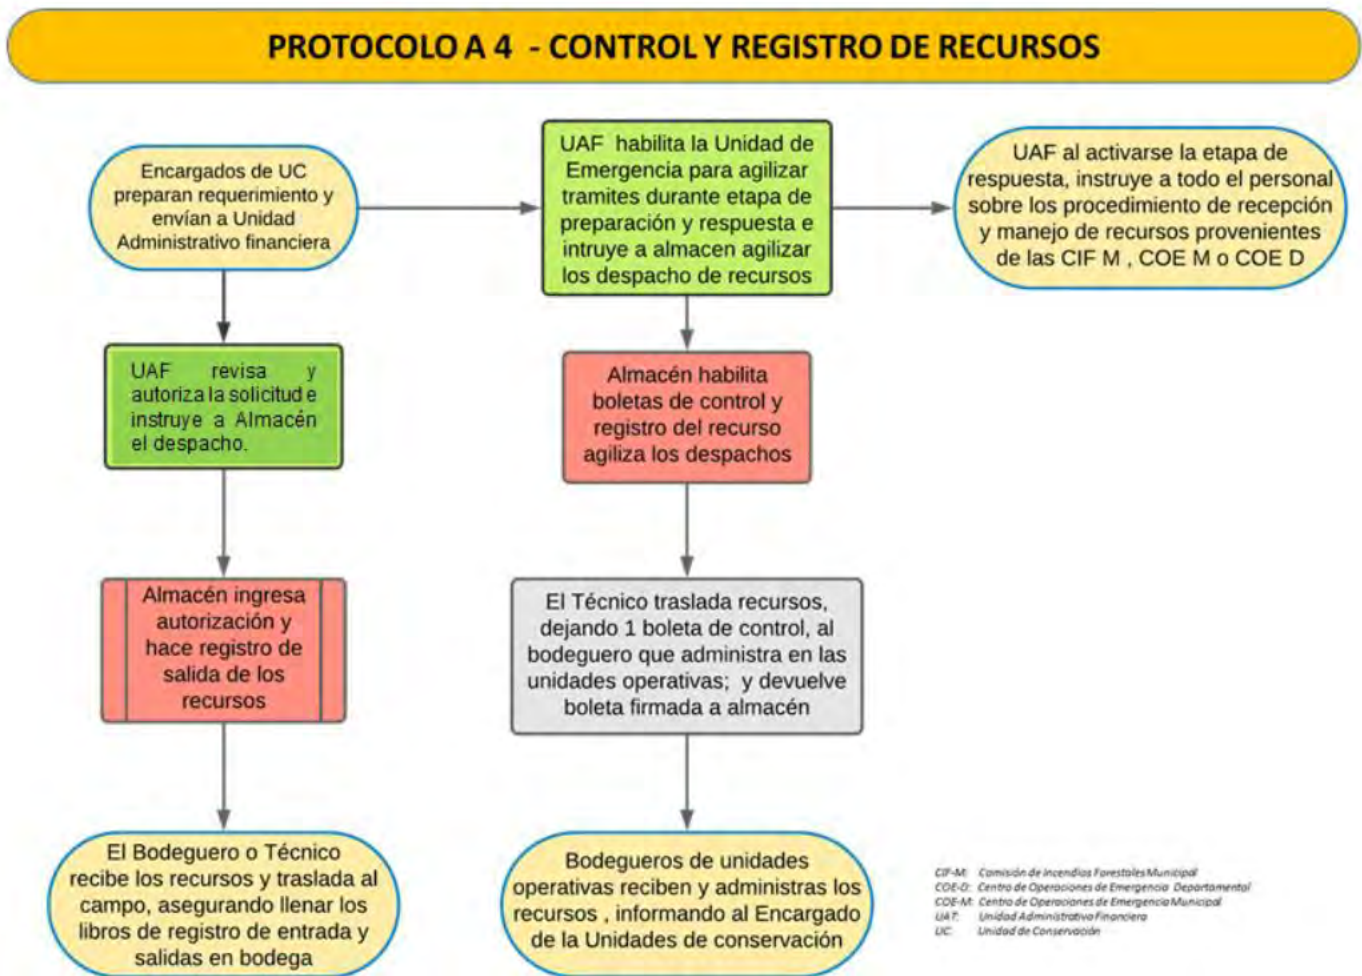 PROTOCOLO A 4 - CONTROL Y REGISTRO DE RECURSOS
Encargados de UC
preparan requerimiento y
envían a Unidad
Administrativo financiera
UAF habilita la Unidad de
Emergencia para agilizar
tramites durante etapa de
preparación y respuesta e
intruye a almacen agilizar
los despacho de recursos
UAF al activarse la etapa de
respuesta, instruye a todo el personal
sobre los procedimiento de recepción
y manejo de recursos provenientes
de las CIF M , COE M o COE D
UAF revisa y
autoriza la solicitud e
instruye a Almacén
el despacho.
Almacén habilita
boletas de control y
registro del recurso
agiliza los despachos
Almacén ingresa
autorización y
hace registro de
salida de los
recursos
El Técnico traslada recursos,
dejando 1 boleta de control, al
bodeguero que administra en las
unidades operativas; y devuelve
boleta firmada a almacén
El Bodeguero o Técnico
recibe los recursos y traslada al
campo, asegurando llenar los
libros de registro de entrada y
salidas en bodega
Bodegueros de unidades
operativas reciben y administras los
recursos , informando al Encargado
de la Unidades de conservación
CIF-M: Comisión de Incendios Forestales Municipal
COE-D: Centro de Operaciones de Emergencia Departamental
COE-M: Centro de Operaciones de Emergencia Municipal
UAT: Unidad Administrativa Financiera
UC: Unidad de Conservación